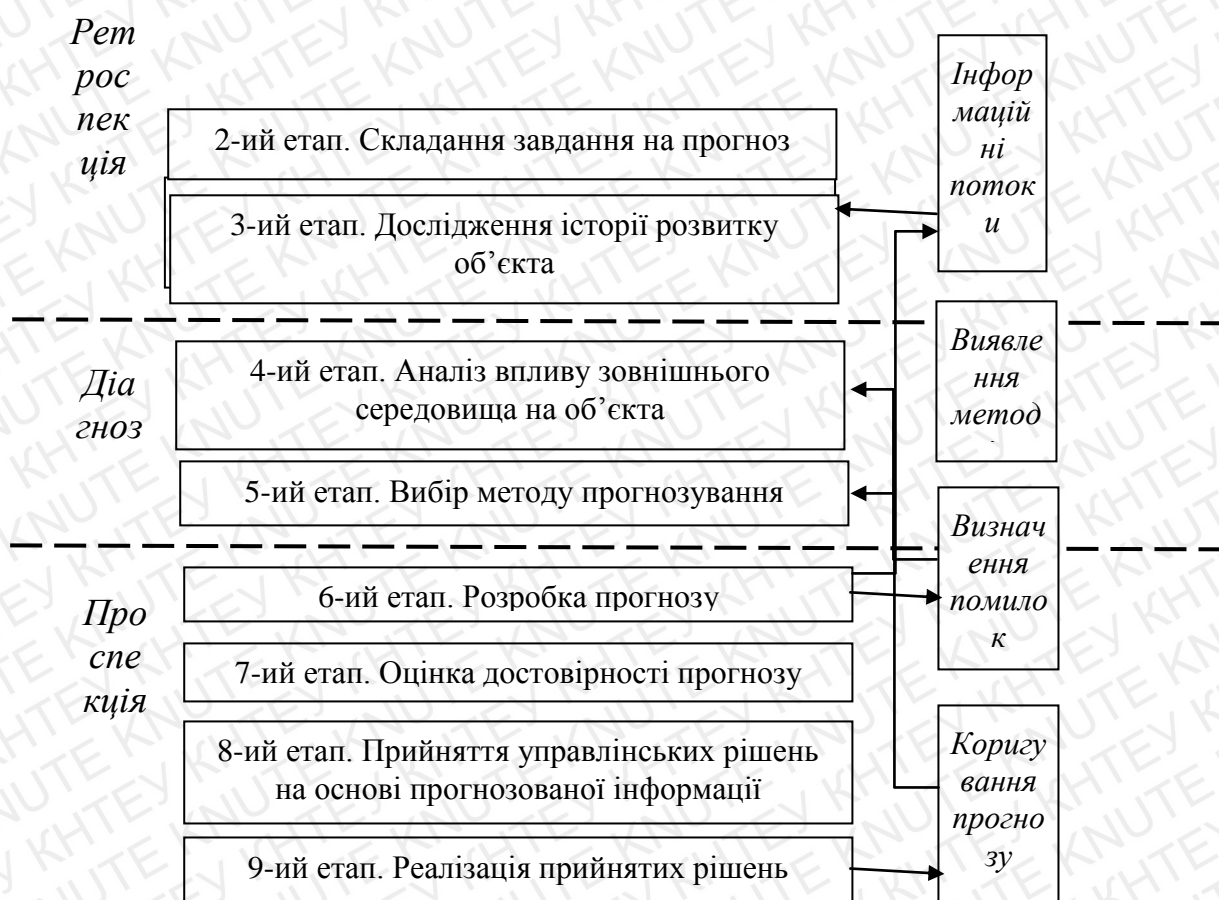 Рет
рос
пек
ція
2-ий етап. Складання завдання на прогноз
3-ий етап. Дослідження історії розвитку
об’єкта
Інфор
мацій
ні
поток
и
Діа
гноз
4-ий етап. Аналіз впливу зовнішнього
середовища на об’єкта
5-ий етап. Вибір методу прогнозування
Виявле
ння
метод
Про
спе
кція
6-ий етап. Розробка прогнозу
7-ий етап. Оцінка достовірності прогнозу
8-ий етап. Прийняття управлінських рішень
на основі прогнозованої інформації
9-ий етап. Реалізація прийнятих рішень
Визнач
ення
помило
к
Коригу
вання
прогно
зу